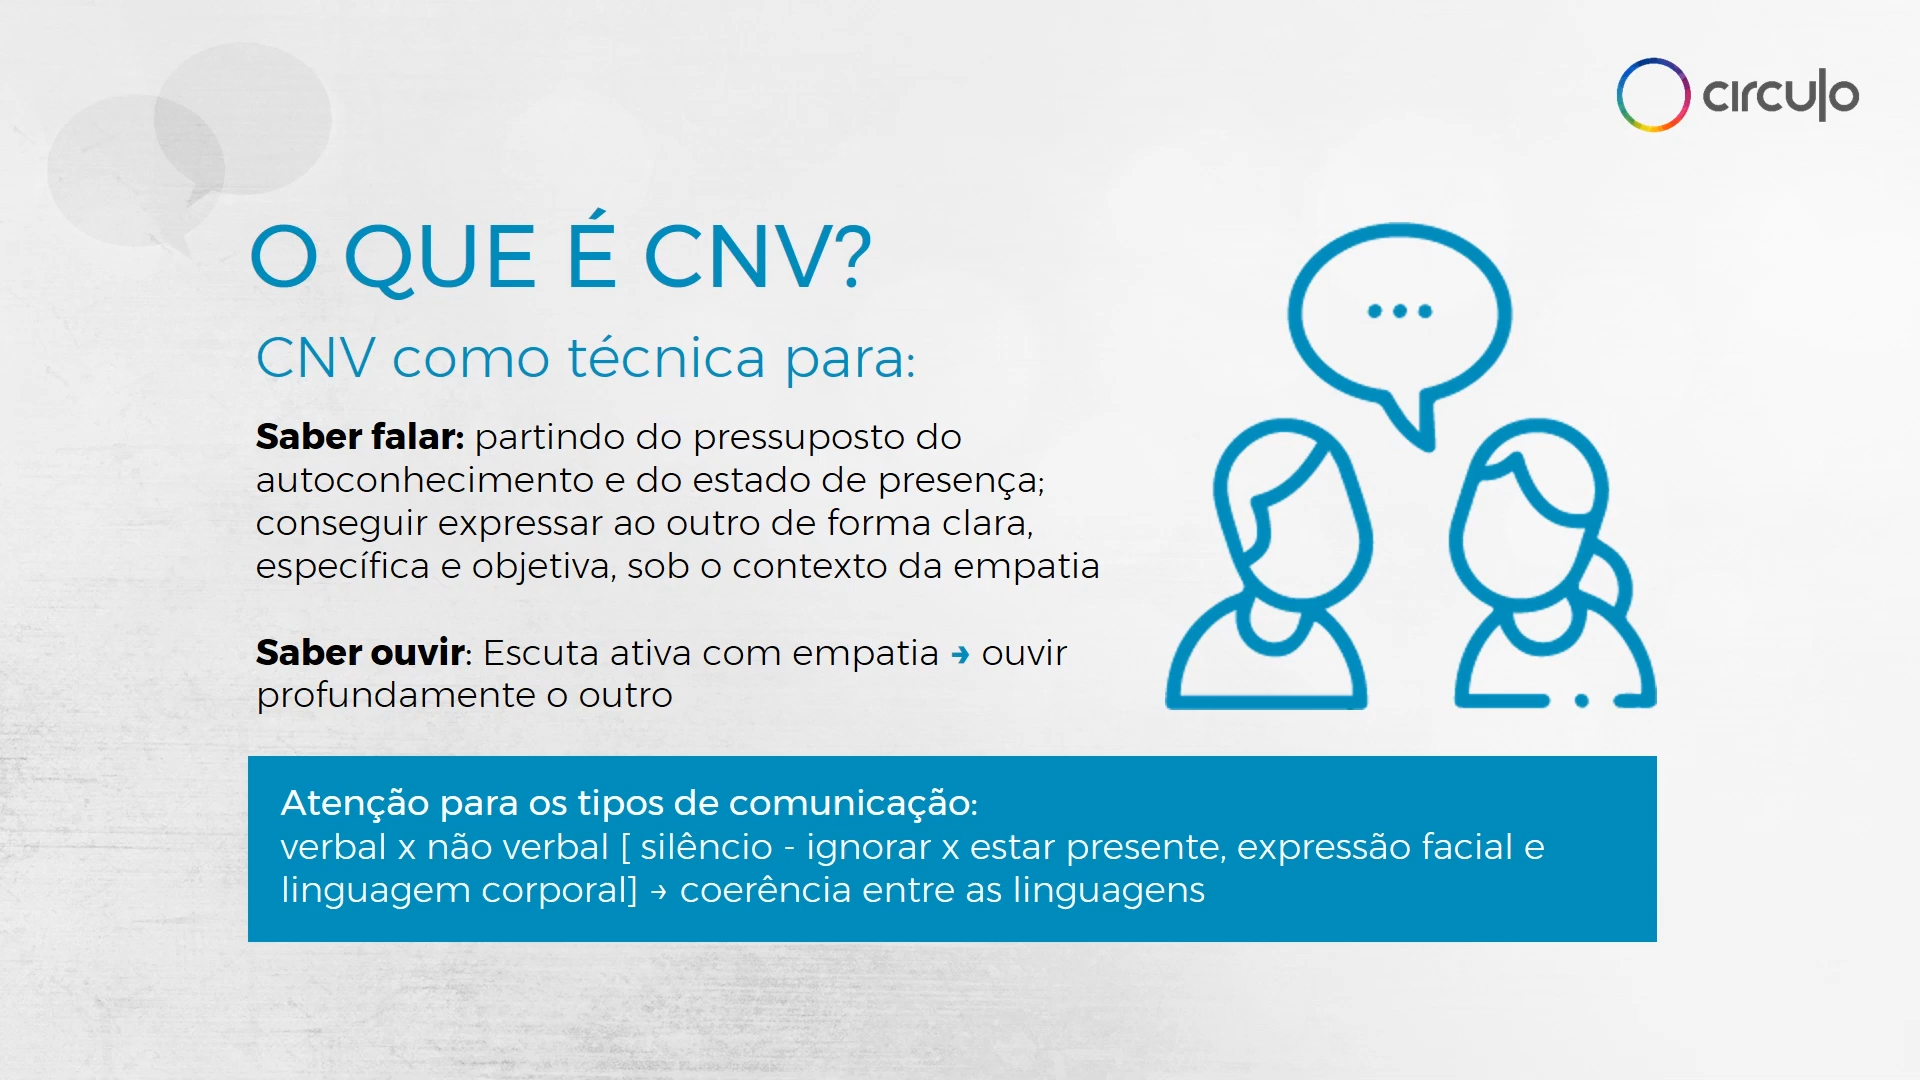 circulo
O QUE É CNV?
CNV como técnica para:
Saber falar: partindo do pressuposto do
autoconhecimento e do estado de presença;
conseguir expressar ao outro de forma clara,
específica e objetiva, sob o contexto da empatia
Saber ouvir: Escuta ativa com empatia → ouvir
profundamente o outro
Atenção para os tipos de comunicação:
verbal x não verbal [ silêncio - ignorar x estar presente, expressão facial e
linguagem corporal] → coerência entre as linguagens